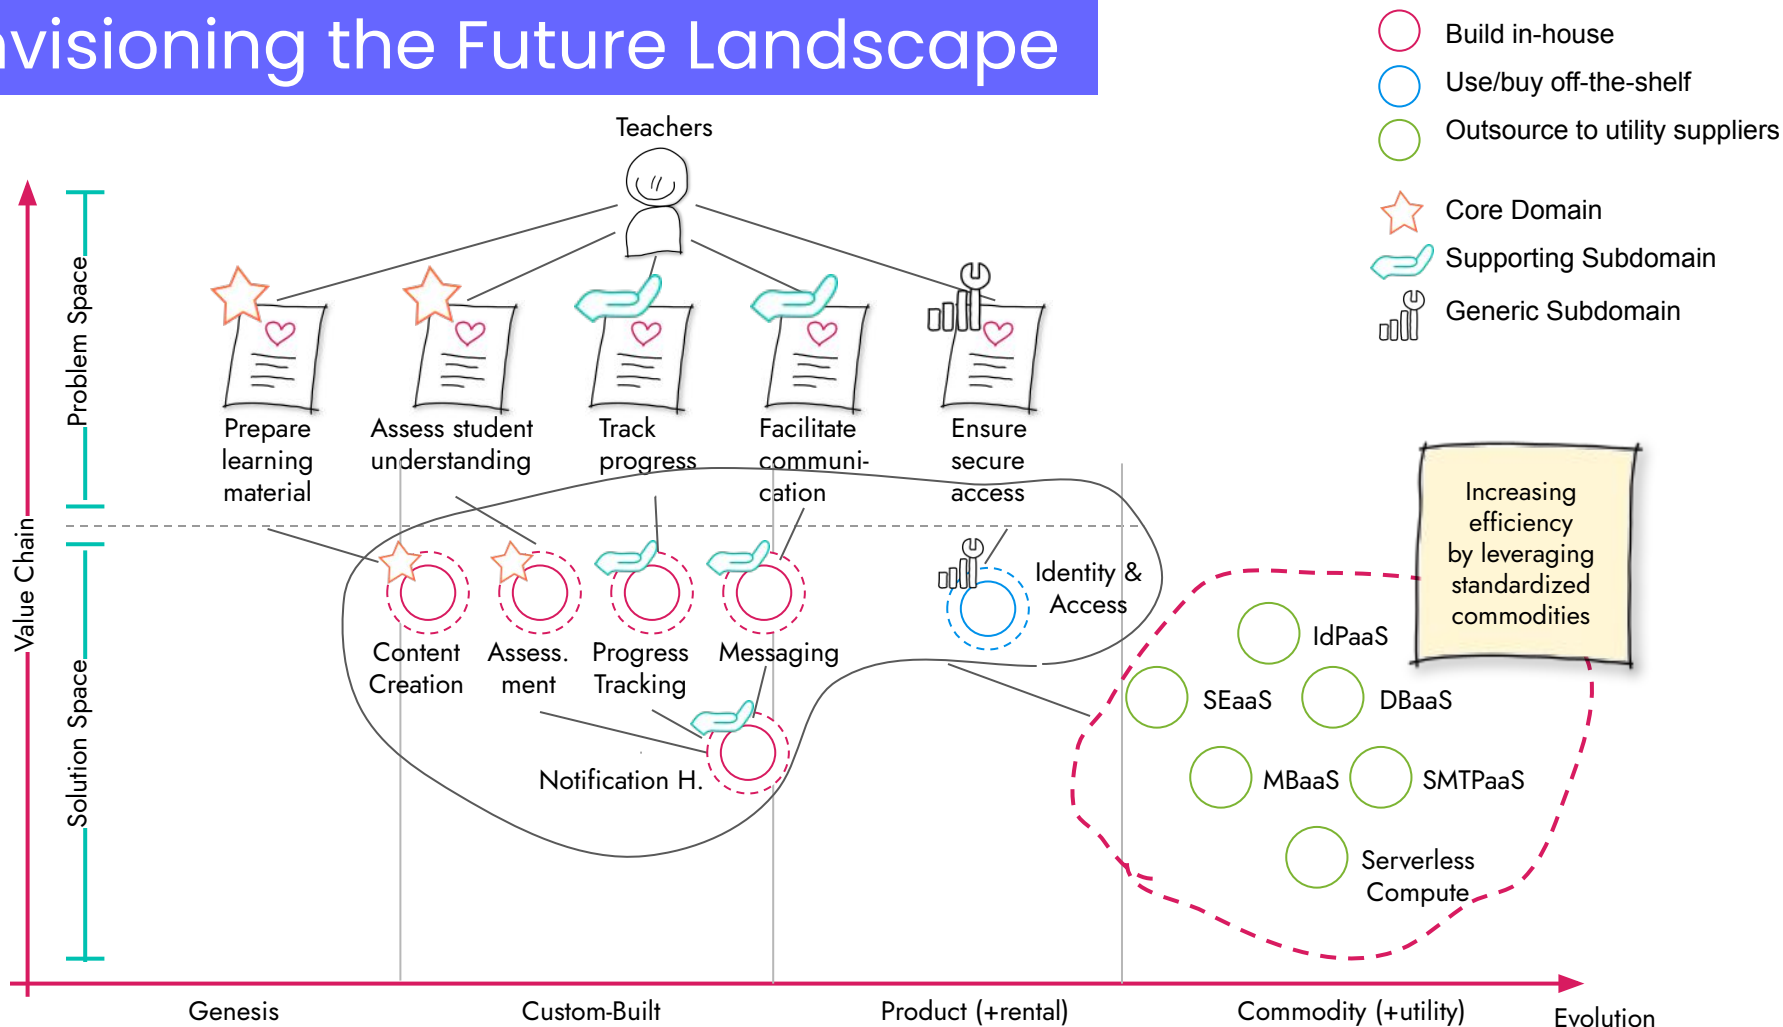 nvisioning the Future Landscape
Build in-house
Use/buy off-the-shelf
Outsource to utility suppliers
Core Domain
Supporting Subdomain
Generic Subdomain
Teachers
Value Chain
Problem Space
Solution Space
Prepare
learning
material
Assess student
understanding
Track
progress
Facilitate
communi-
cation
Ensure
secure
access
Increasing
efficiency
by leveraging
standardized
commodities
Content
Creation
Assess.
ment
Progress
Tracking
Messaging
Identity &
Access
Notification H.
IdPaaS
SEaaS
DBaaS
MBaaS
SMTPaaS
Serverless
Compute
Genesis
Custom-Built
Product (+rental)
Commodity (+utility)
Evolution